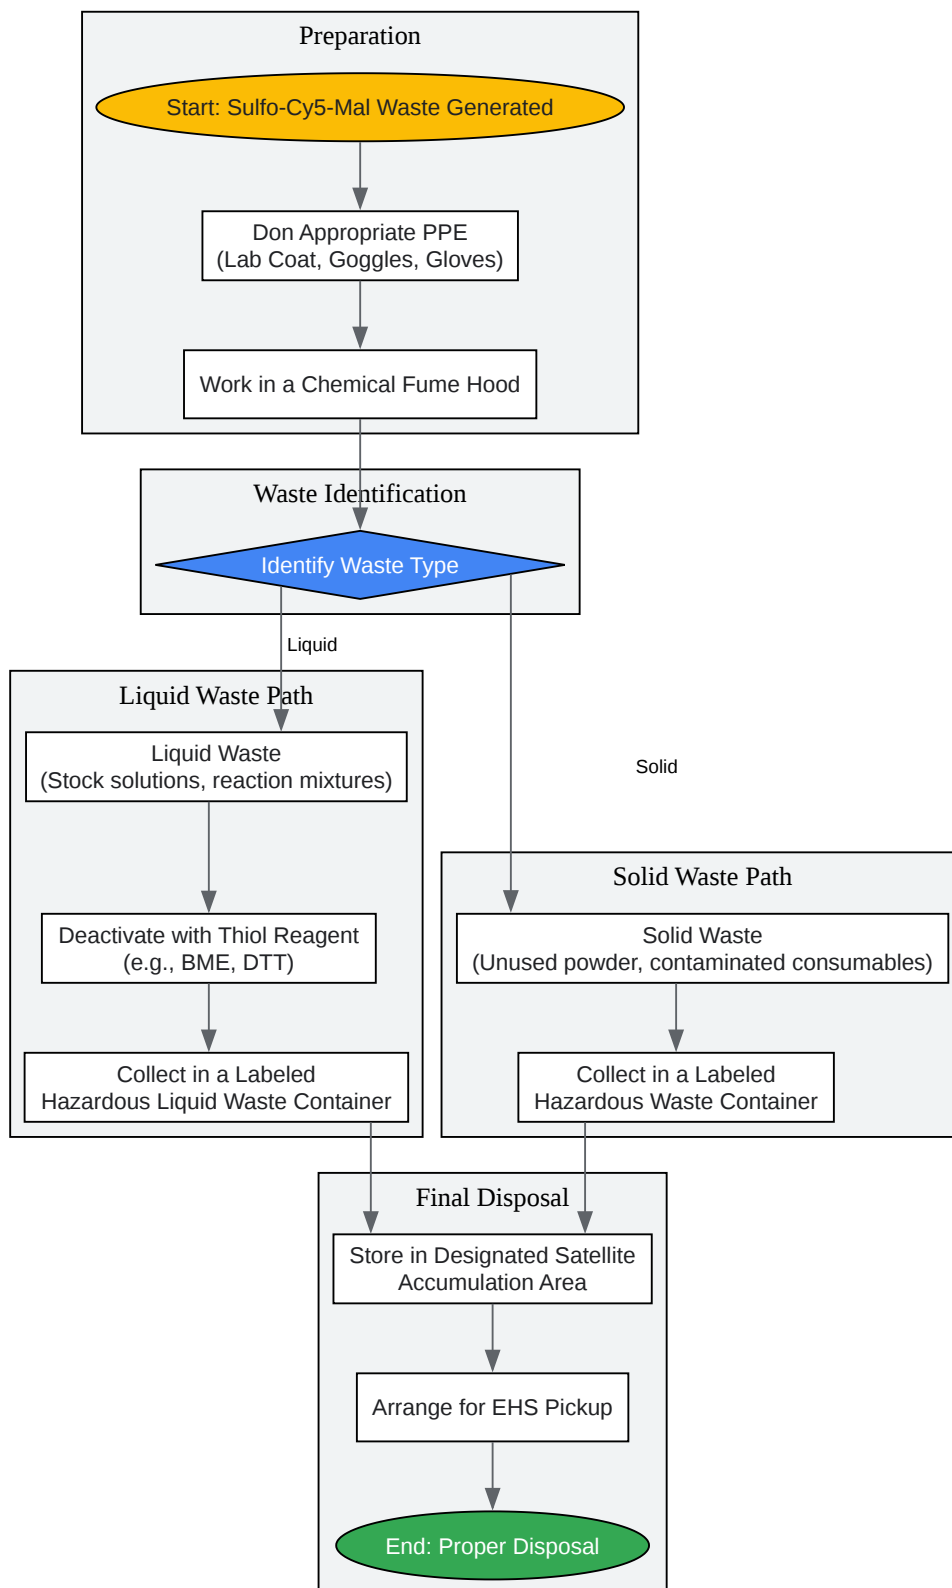 Preparation
Start: Sulfo-Cy5-Mal Waste Generated
Don Appropriate PPE
(Lab Coat, Goggles, Gloves)
Work in a Chemical Fume Hood
Waste Identification
Identify Waste Type
Liquid
Liquid Waste Path
Liquid Waste
(Stock solutions, reaction mixtures)
Deactivate with Thiol Reagent
(e.g., BME, DTT)
Collect in a Labeled
Hazardous Liquid Waste Container
Solid
Solid Waste Path
Solid Waste
(Unused powder, contaminated consumables)
Collect in a Labeled
Hazardous Waste Container
Final Disposal
Store in Designated Satellite
Accumulation Area
Arrange for EHS Pickup
End: Proper Disposal